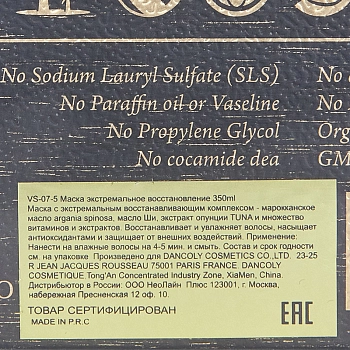 No Sodium Lauryl Sulfate (SLS)
No Paraffin oil or Vaseline
No Propylene Glycol
No cocamide dea
No
No
Org
GM
VS-07-5 Маска экстремальное восстановление 350ml
Маска с экстремальным восстанавливающим комплексом - марокканское
масло argania spinosa, масло Ши, экстракт опунции TUNA и множество
витаминов и экстрактов. Восстанавливает и увлажняет волосы, насыщает
антиоксидантами и защищает от внешних воздействий. Применение:
Нанести на влажные волосы на 4-5 мин. и смыть. Состав и срок годности
см. на упаковке Произведено для DANCOLY COSMETICS CO.,LTD. 23-25
R JEAN JACQUES ROUSSEAU 75001 PARIS FRANCE DANCOLY
COSMETIQUE Tong'An Concentrated Industry Zone, XiaMen, China.
Дистрибьютор в России: ООО НеоЛайн Плюс 123001, г. Москва,
набережная Пресненская 12 оф. 10.
ТОВАР СЕРТИФИЦИРОВАН
MADE IN P.R.C
EAC